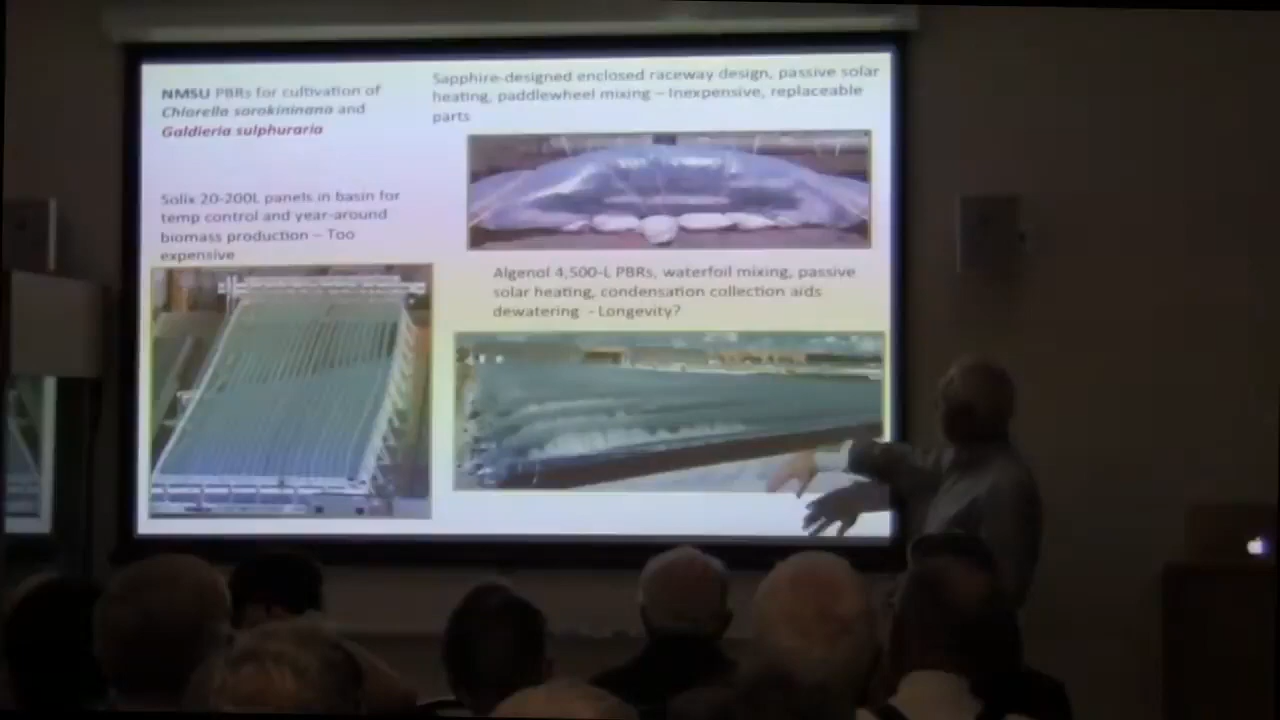 NMSU PBRs for cultivation of
Chlorella sorokininana and
Galdieria sulphuraria
Solix 20-200L panels in basin for
temp control and year-around
biomass production – Too
expensive
Sapphire-designed enclosed raceway design, passive solar
heating, paddlewheel mixing – Inexpensive, replaceable
parts
Algenol 4,500-L PBRs, waterfoil mixing, passive
solar heating, condensation collection aids
dewatering - Longevity?